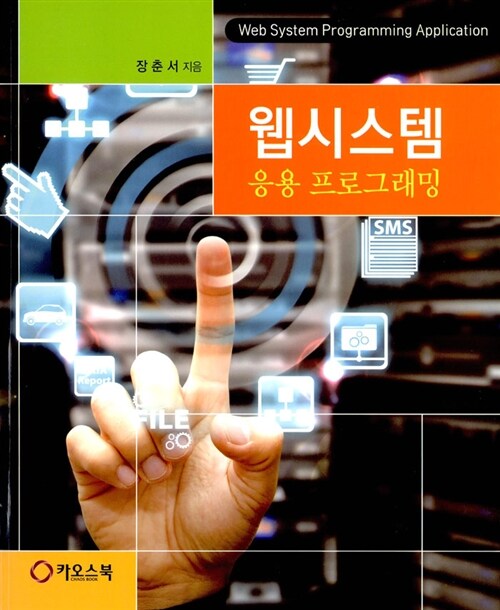 Web System Programming Application
장춘서 지음
웹시스템
응용 프로그래밍
SMS
Report
FILE
카오스북
CHAOS BOOK